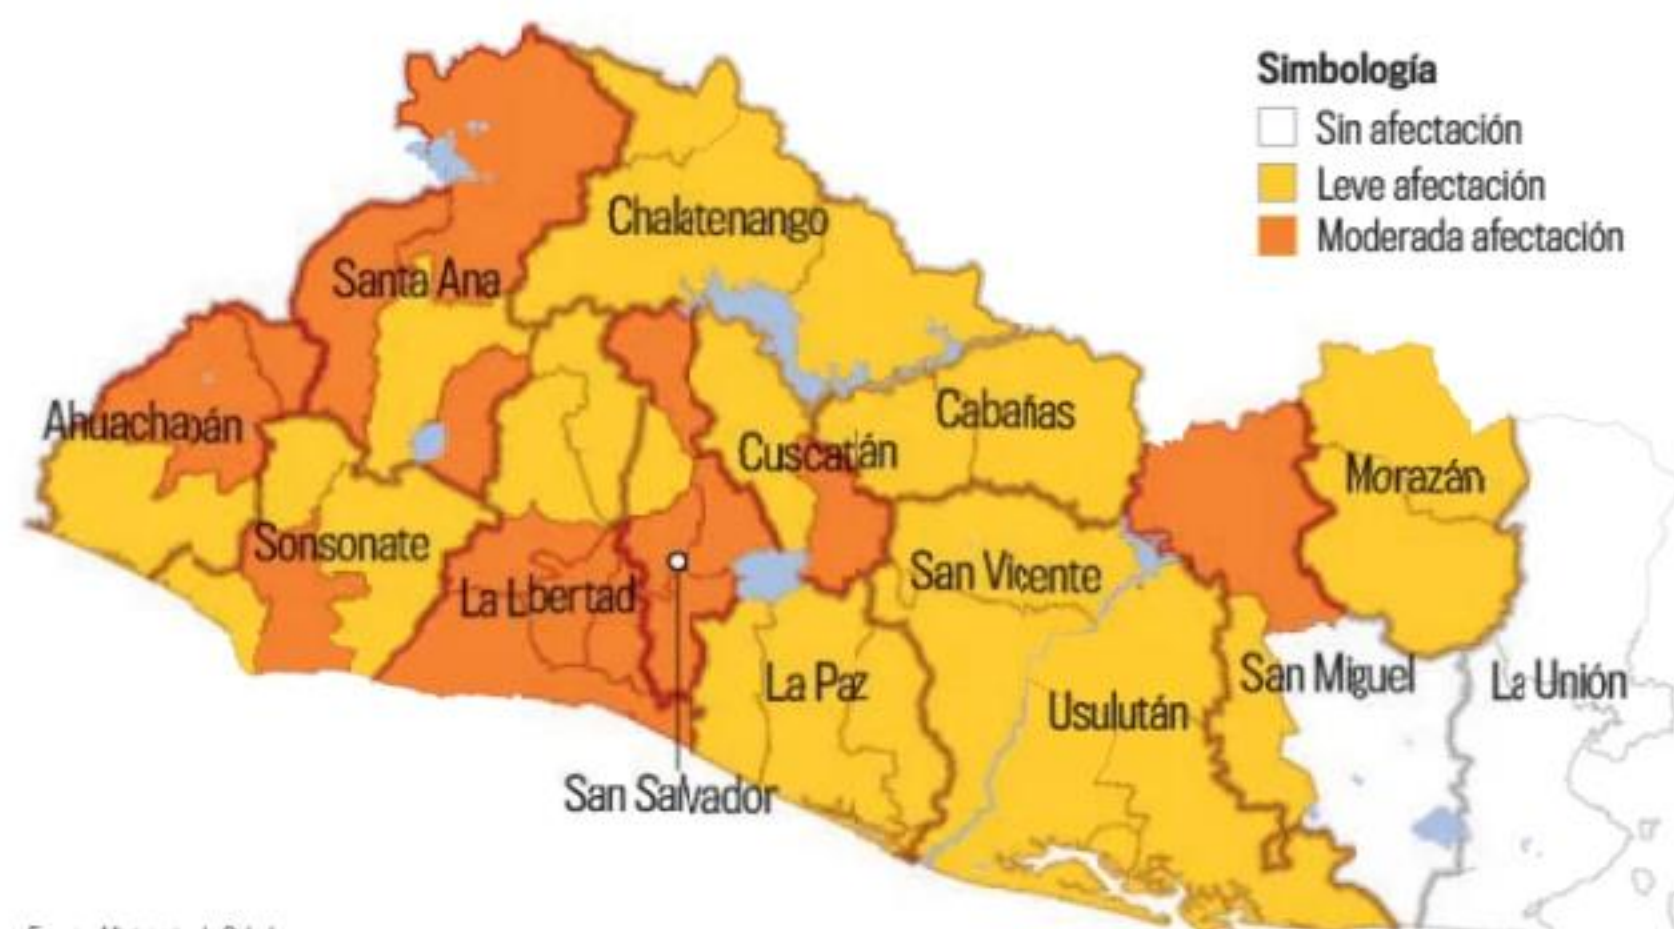 Simbología
Sin afectación
Leve afectación
Moderada afectación
Chalatenango
Santa Ana
Ahuachapán
Cabañas
Cuscatlán
Morazán
Sonsonate
La Lbertad
San Vicente
La Paz
San Miguel
La Unión
Usulután
San Salvador